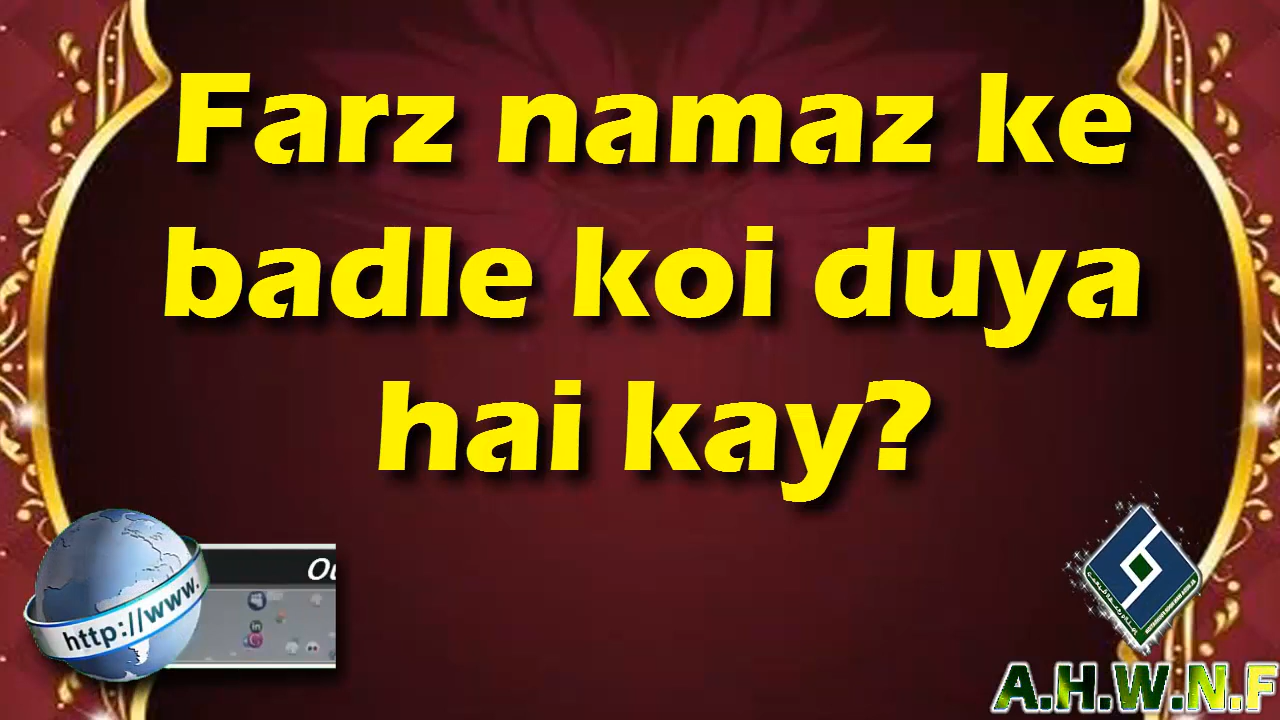 Farz namaz ke
badle koi duya
hai kay?
http://www.
A.H.W.N.F